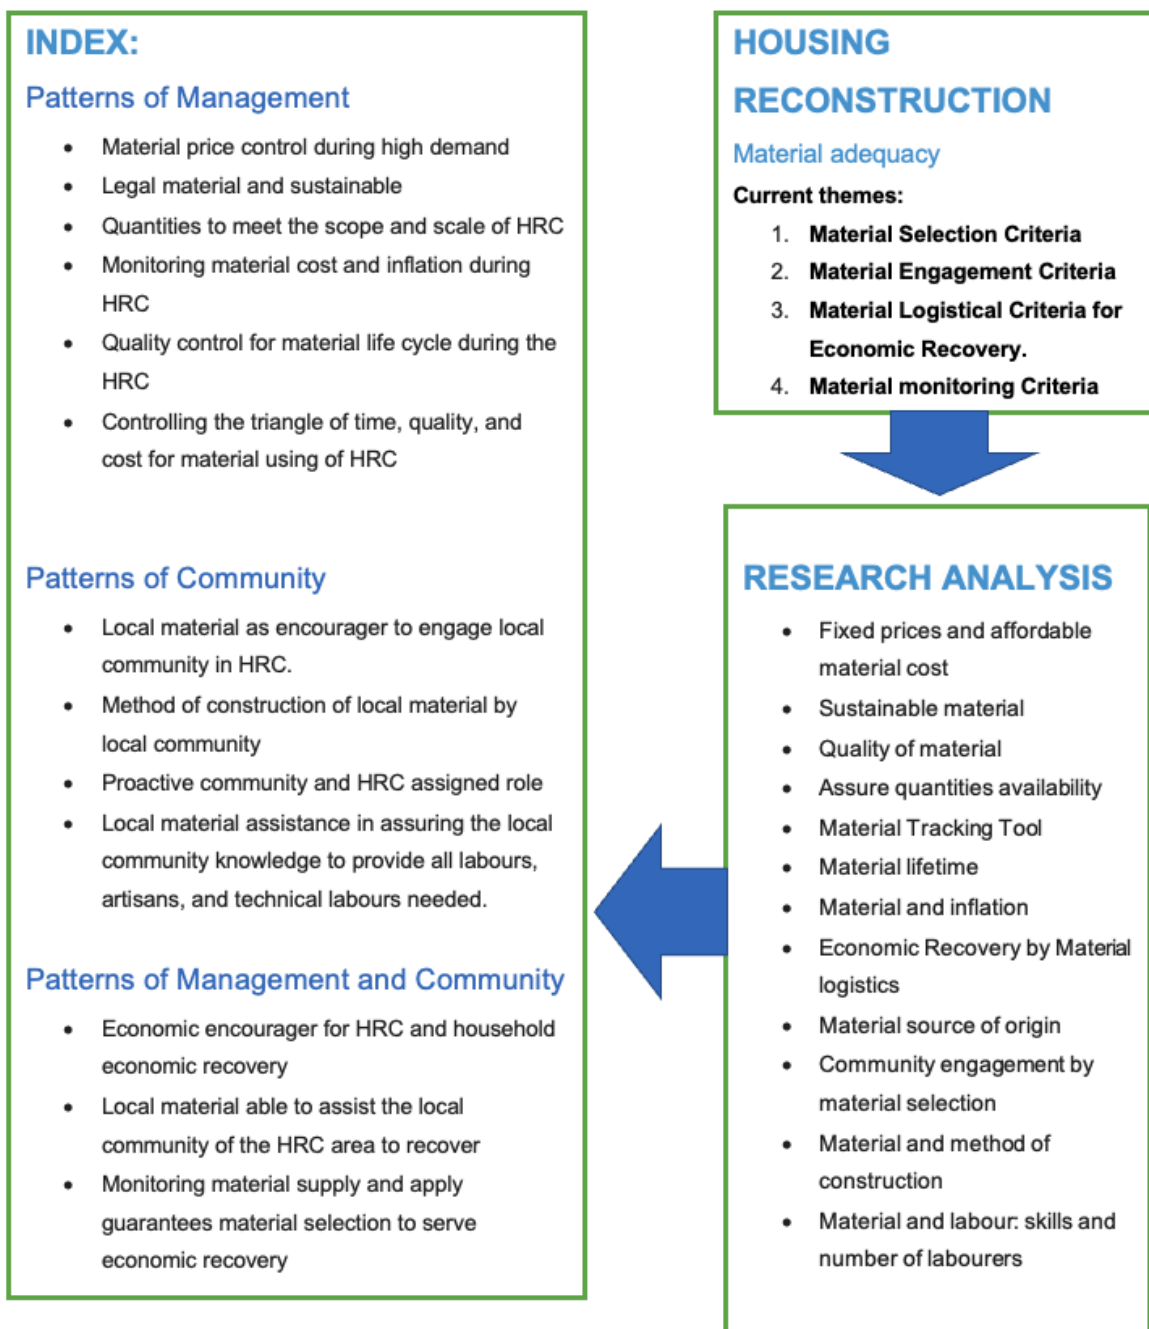 INDEX:
Patterns of Management
• Material price control during high demand
• Legal material and sustainable
• Quantities to meet the scope and scale of HRC
• Monitoring material cost and inflation during
HRC
• Quality control for material life cycle during the
HRC
• Controlling the triangle of time, quality, and
cost for material using of HRC
Patterns of Community
• Local material as encourager to engage local
community in HRC.
• Method of construction of local material by
local community
• Proactive community and HRC assigned role
• Local material assistance in assuring the local
community knowledge to provide all labours,
artisans, and technical labours needed.
Patterns of Management and Community
• Economic encourager for HRC and household
economic recovery
• Local material able to assist the local
community of the HRC area to recover
• Monitoring material supply and apply
guarantees material selection to serve
economic recovery
HOUSING
RECONSTRUCTION
Material adequacy
Current themes:
1. Material Selection Criteria
2. Material Engagement Criteria
3. Material Logistical Criteria for
Economic Recovery.
4. Material monitoring Criteria
RESEARCH ANALYSIS
• Fixed prices and affordable
material cost
• Sustainable material
• Quality of material
• Assure quantities availability
• Material Tracking Tool
• Material lifetime
• Material and inflation
• Economic Recovery by Material
logistics
• Material source of origin
• Community engagement by
material selection
• Material and method of
construction
• Material and labour: skills and
number of labourers